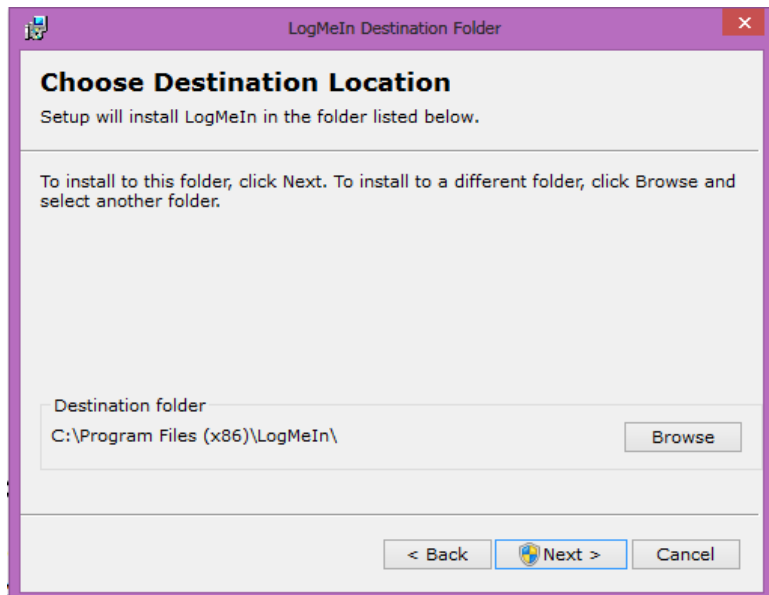 LogMeIn Destination Folder
Choose Destination Location
Setup will install LogMeIn in the folder listed below.
To install to this folder, click Next. To install to a different folder, click Browse and
select another folder.
Destination folder
C:\Program Files (x86)\LogMeIn\
Browse
< Back
Next >
Cancel